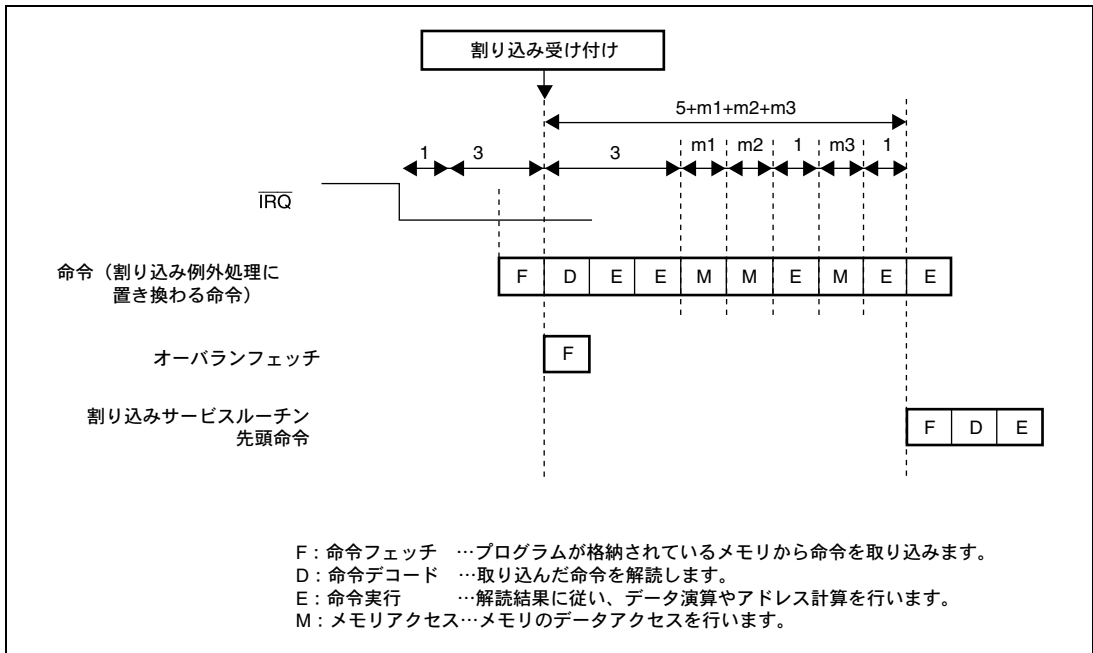 割り込み受け付け
5+m1+m2+m3
1 3 3 m1 m2 1 m3 1
IRQ
命令（割り込み例外処理に
置き換わる命令）
F D E E M M E M E E
オーバランフェッチ
F
割り込みサービスルーチン
先頭命令
F D E
F：命令フェッチ …プログラムが格納されているメモリから命令を取り込みます。
D：命令デコード …取り込んだ命令を解読します。
E：命令実行 …解読結果に従い、データ演算やアドレス計算を行います。
M：メモリアクセス…メモリのデータアクセスを行います。